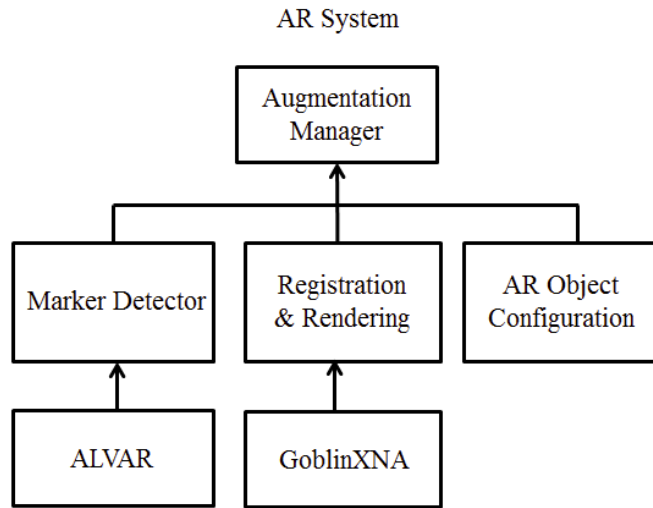 AR System
Augmentation
Manager
Marker Detector
Registration
& Rendering
AR Object
Configuration
ALVAR
GoblinXNA